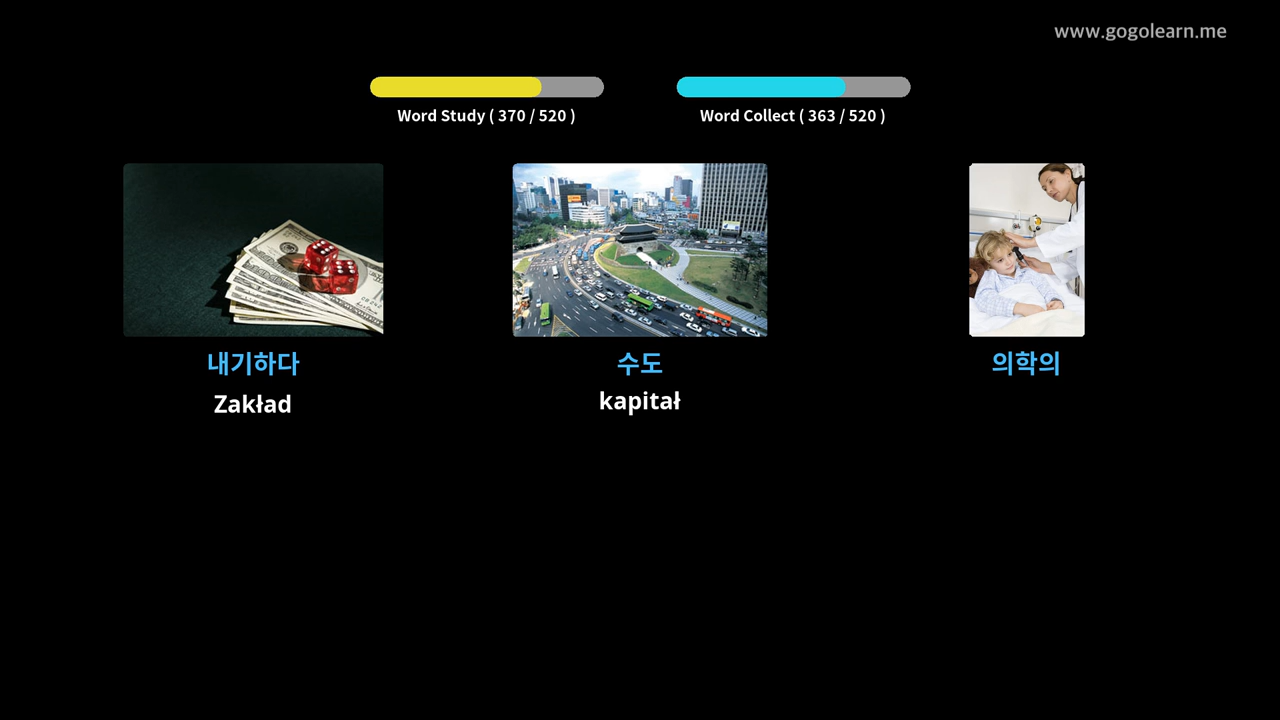 www.gogolearn.me
Word Study ( 370 / 520 )
Word Collect ( 363 / 520 )
내기하다
수도
의학의
Zakład
kapitał